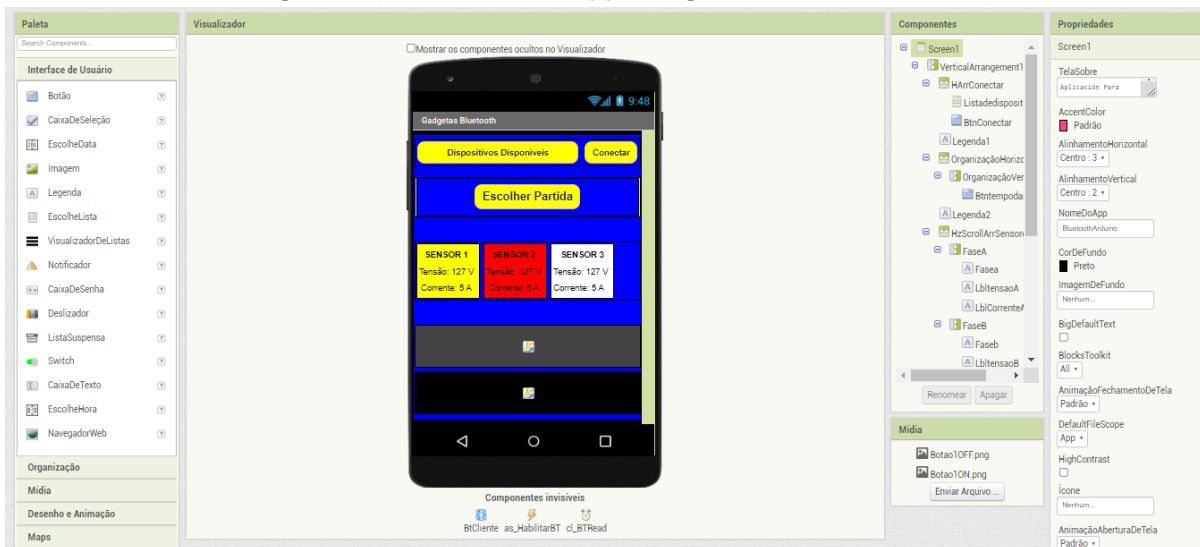 Paleta
Search Components...
Interface de Usuário
Botão
CaixaDeSeleção
EscolheData
Imagem
Legenda
EscolheLista
VisualizadorDeListas
Notificador
CaixaDeSenha
Deslizador
ListaSuspensa
Switch
CaixaDeTexto
EscolheHora
NavegadorWeb
Organização
Mídia
Desenho e Animação
Maps
Visualizador
Mostrar os componentes ocultos no Visualizador
9:48
Gadgetas Bluetooth
Dispositivos Disponiveis
Conectar
Escolher Partida
SENSOR 1
Tensão: 127 V
Corrente: 5 A
SENSOR 2
Tensão: 127 V
Corrente: 5 A
SENSOR 3
Tensão: 127 V
Corrente: 5 A
Componentes invisíveis
BtCliente as_HabilitarBT cl_BTRead
Componentes
Screen1
VerticalArrangement1
HArrConectar
Listadedisposit
BtnConectar
Legenda1
OrganizaçãoHorizc
OrganizaçãoVer
Btntempoda
Legenda2
HzScrollArrSensore
FaseA
Fasea
LbltensaoA
LblCorrenteA
FaseB
Faseb
LbltensaoB
Renomear Apagar
Mídia
Botao1OFF.png
Botao1ON.png
Enviar Arquivo ...
Propriedades
Screen1
TelaSobre
Aplicación Para
AccentColor
Padrão
AlinhamentoHorizontal
Centro : 3
AlinhamentoVertical
Centro : 2
NomeDoApp
BluetoothArduino
CorDeFundo
Preto
ImagemDeFundo
Nenhum...
BigDefaultText
BlocksToolkit
All
AnimaçãoFechamentoDeTela
Padrão
DefaultFileScope
App
HighContrast
Ícone
Nenhum...
AnimaçãoAberturaDeTela
Padrão